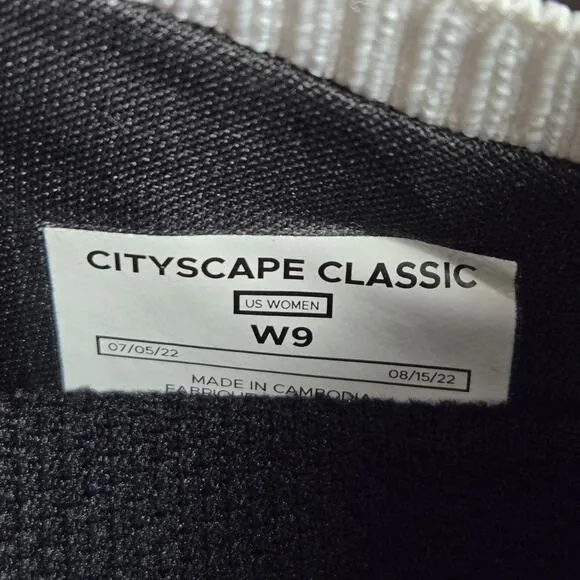 CITYSCAPE CLASSIC
US WOMEN
W9
07/05/22
08/15/22
MADE IN CAMBODIA